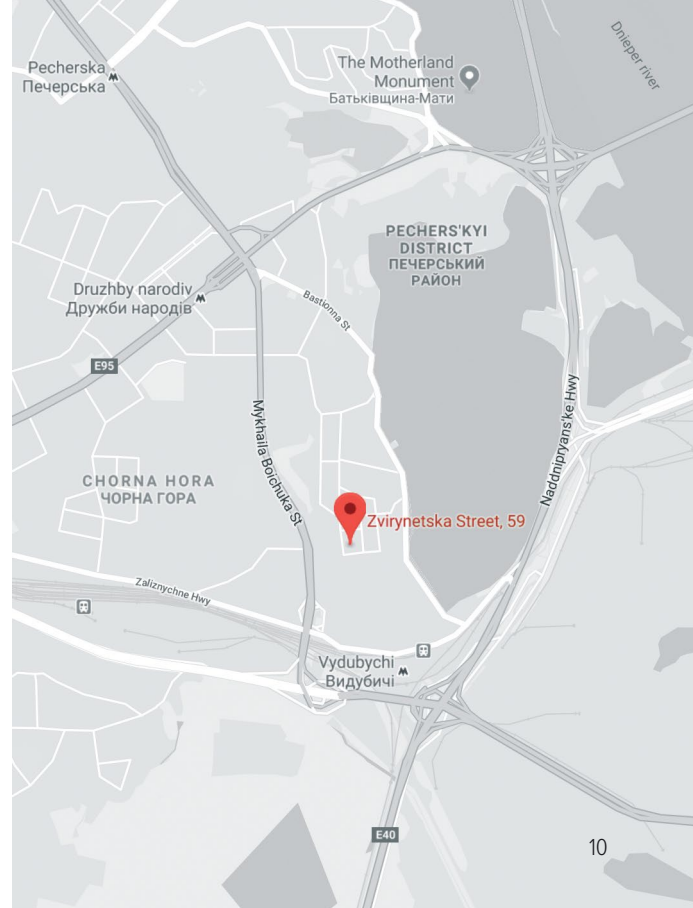 Dnieper river
The Motherland
Monument
Батьківщина-Мати
Pecherska
Печерська
PECHERS'KYI
DISTRICT
ПЕЧЕРСЬКИЙ
РАЙОН
Druzhby narodiv
Дружби народів
Bastionna St
E95
Mykhaila Boichuka St
Naddnipryans'ke Hwy
CHORNA HORA
ЧОРНА ГОРА
Zvirynetska Street, 59
Zaliznychne Hwy
Vydubychi
Видубичі
E40
10